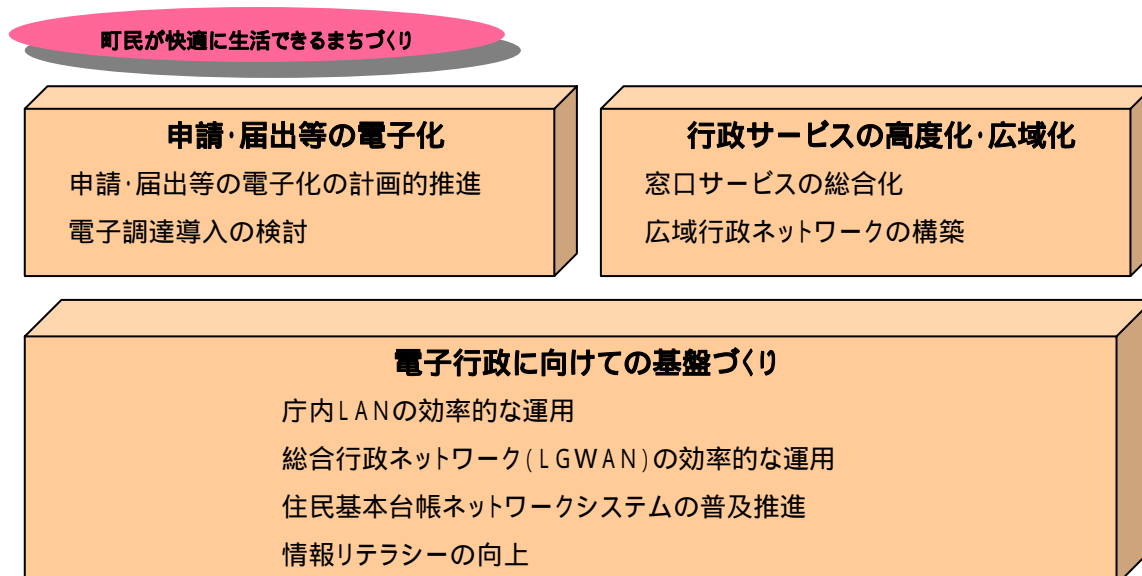 町民が快適に生活できるまちづくり
申請・届出等の電子化
申請・届出等の電子化の計画的推進
電子調達導入の検討
行政サービスの高度化・広域化
窓口サービスの総合化
広域行政ネットワークの構築
電子行政に向けての基盤づくり
庁内LANの効率的な運用
総合行政ネットワーク(LGWAN)の効率的な運用
住民基本台帳ネットワークシステムの普及推進
情報リテラシーの向上